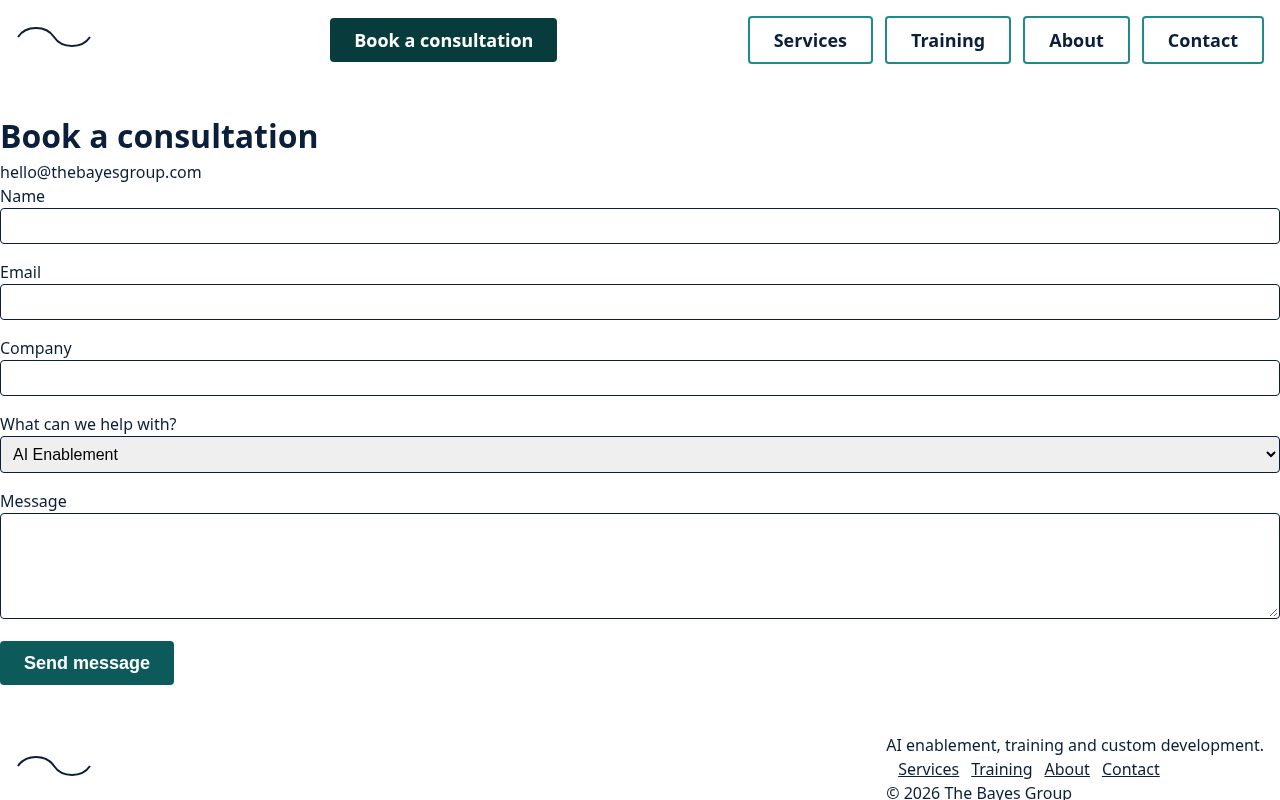 Book a consultation
Services
Training
About
Contact
Book a consultation
hello@thebayesgroup.com
Name
Email
Company
What can we help with?
AI Enablement
Message
Send message
AI enablement, training and custom development.
Services Training About Contact
© 2026 The Bayes Group